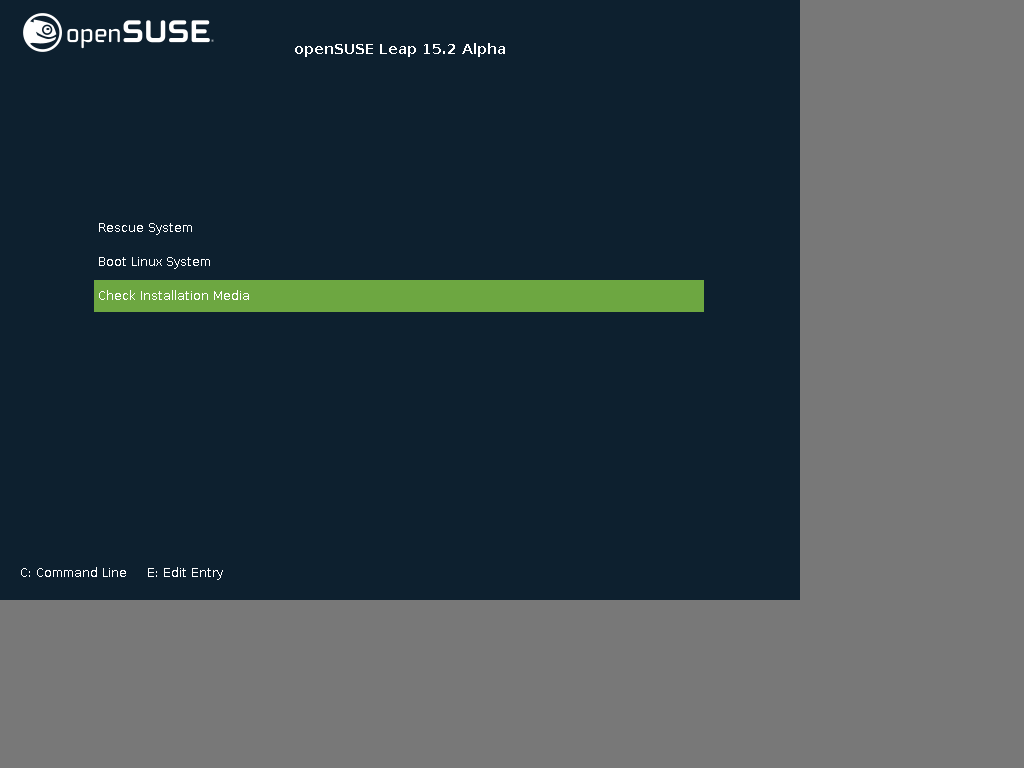 openSUSE.
openSUSE Leap 15.2 Alpha
Rescue System
Boot Linux System
Check Installation Media
C: Command Line E: Edit Entry